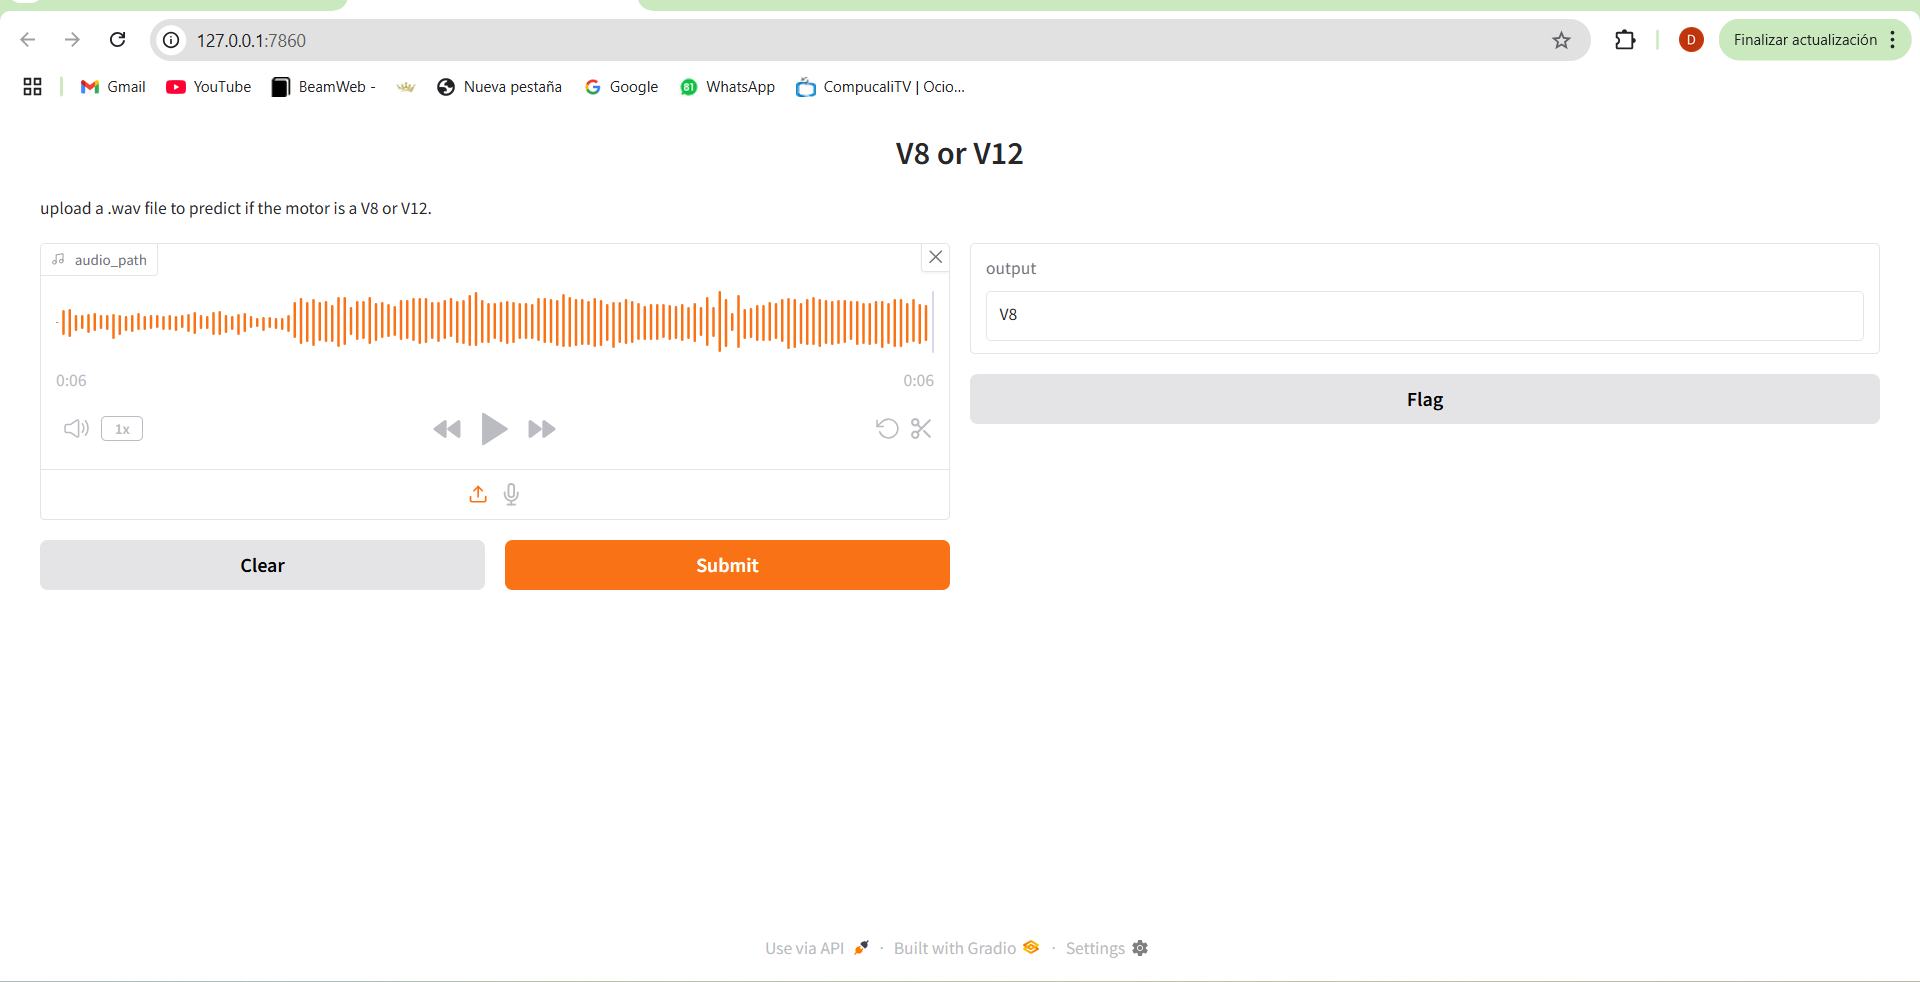 127.0.0.1:7860
D
Finalizar actualización
Gmail
YouTube
BeamWeb -
Nueva pestaña
Google
81
WhatsApp
CompucaliTV | Ocio...
V8 or V12
upload a .wav file to predict if the motor is a V8 or V12.
audio_path
0:06
0:06
1x
Clear
Submit
output
V8
Flag
Use via API
·
Built with Gradio
·
Settings